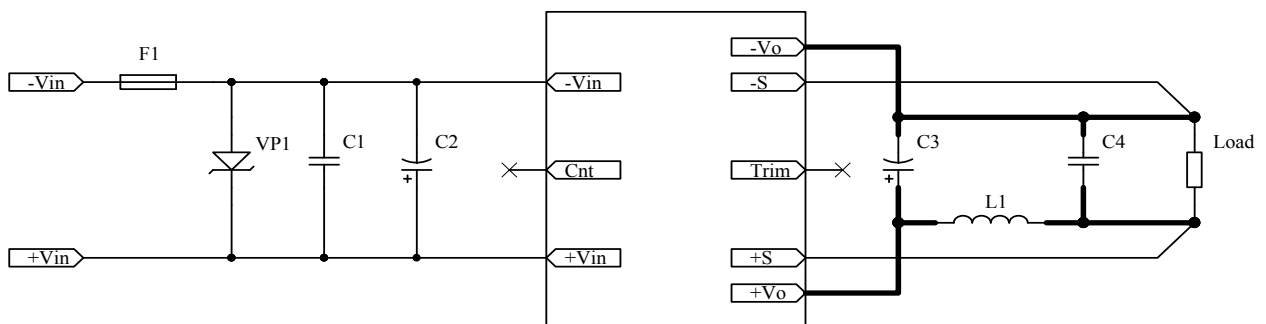 F1
-Vin
VP1
C1
C2
+
+Vin
-Vin
Cnt
+Vin
-Vo
-S
Trim
+S
+Vo
C3
+
C4
L1
Load